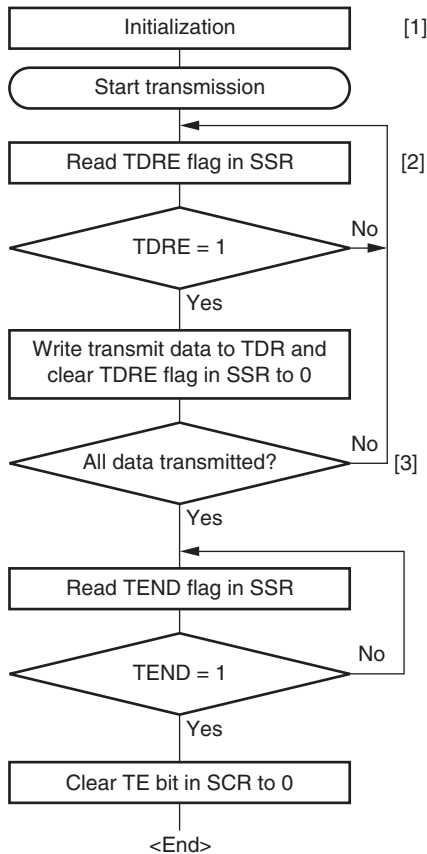 Initialization
[1]
Start transmission
Read TDRE flag in SSR
[2]
TDRE = 1
No
Yes
Write transmit data to TDR and
clear TDRE flag in SSR to 0
All data transmitted?
No
[3]
Yes
Read TEND flag in SSR
TEND = 1
No
Yes
Clear TE bit in SCR to 0
<End>